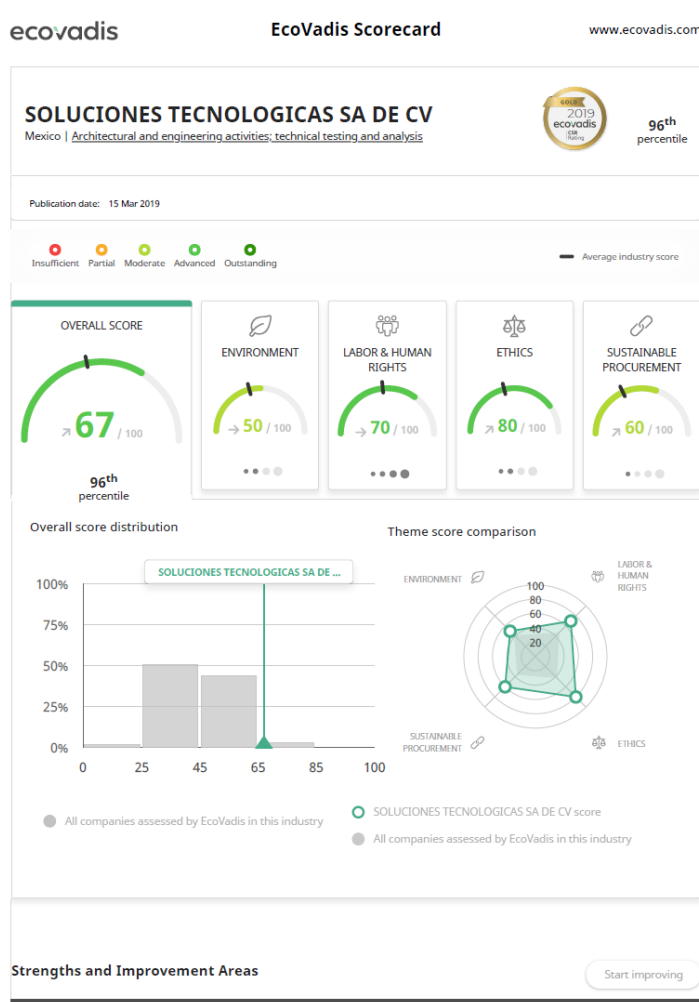 ecovadis
EcoVadis Scorecard
www.ecovadis.com
SOLUCIONES TECNOLOGICAS SA DE CV
Mexico | Architectural and engineering activities; technical testing and analysis
GOLD
2019
ecovadis
CSR
Rating
96th
percentile
Publication date: 15 Mar 2019
Insufficient
Partial
Moderate
Advanced
Outstanding
Average industry score
OVERALL SCORE
67 / 100
96th
percentile
ENVIRONMENT
50 / 100
LABOR & HUMAN
RIGHTS
70 / 100
ETHICS
80 / 100
SUSTAINABLE
PROCUREMENT
60 / 100
Overall score distribution
SOLUCIONES TECNOLOGICAS SA DE ...
100%
75%
50%
25%
0%
0 25 45 65 85 100
All companies assessed by EcoVadis in this industry
Theme score comparison
ENVIRONMENT
LABOR &
HUMAN
RIGHTS
100
80
60
40
20
SUSTAINABLE
PROCUREMENT
ETHICS
SOLUCIONES TECNOLOGICAS SA DE CV score
All companies assessed by EcoVadis in this industry
Strengths and Improvement Areas
Start improving